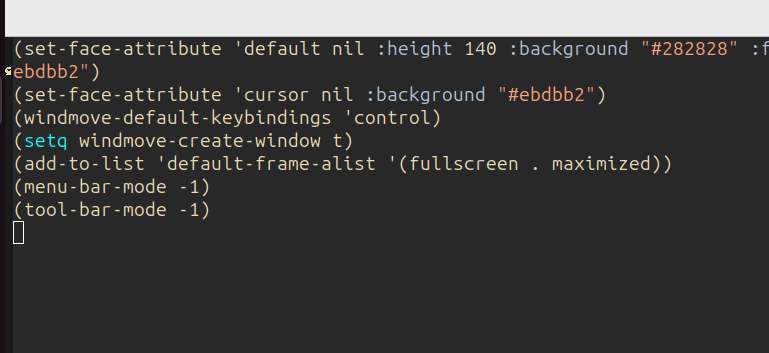 (set-face-attribute 'default nil :height 140 :background "#282828" :f
ebdbb2")
(set-face-attribute 'cursor nil :background "#ebdbb2")
(windmove-default-keybindings 'control)
(setq windmove-create-window t)
(add-to-list 'default-frame-alist '(fullscreen . maximized))
(menu-bar-mode -1)
(tool-bar-mode -1)